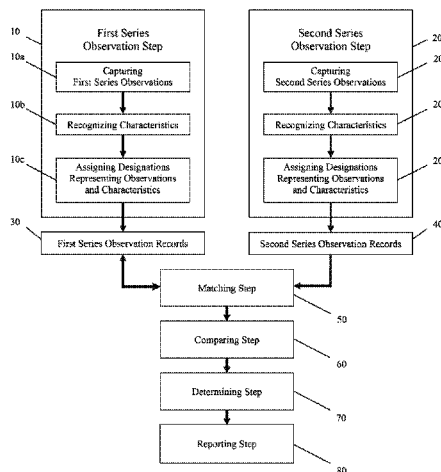 10
First Series
Observation Step
10a
Capturing
First Series Observations
10b
Recognizing Characteristics
10c
Assigning Designations
Representing Observations
and Characteristics
30
First Series Observation Records
Second Series
Observation Step
20
Capturing
Second Series Observations
20
Recognizing Characteristics
20
Assigning Designations
Representing Observations
and Characteristics
20
Second Series Observation Records
40
Matching Step
50
Comparing Step
60
Determining Step
70
Reporting Step
80